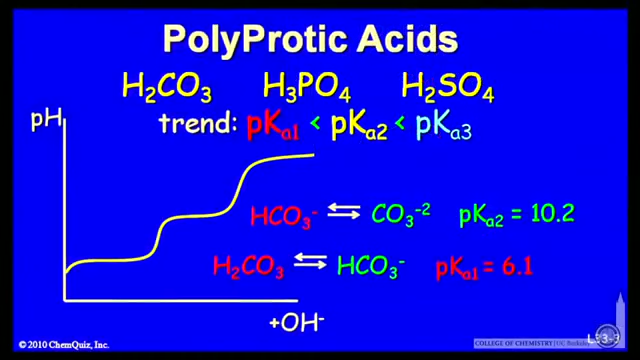 PolyProtic Acids
H₂CO₃ H₃PO₄ H₂SO₄
pH
trend: pKa1 < pKa2 < pKa3
HCO₃⁻ ⇌ CO₃⁻² pKa2 = 10.2
H₂CO₃ ⇌ HCO₃⁻ pKa1 = 6.1
+OH⁻
© 2010 ChemQuiz, Inc.
COLLEGE OF CHEMISTRY | UC